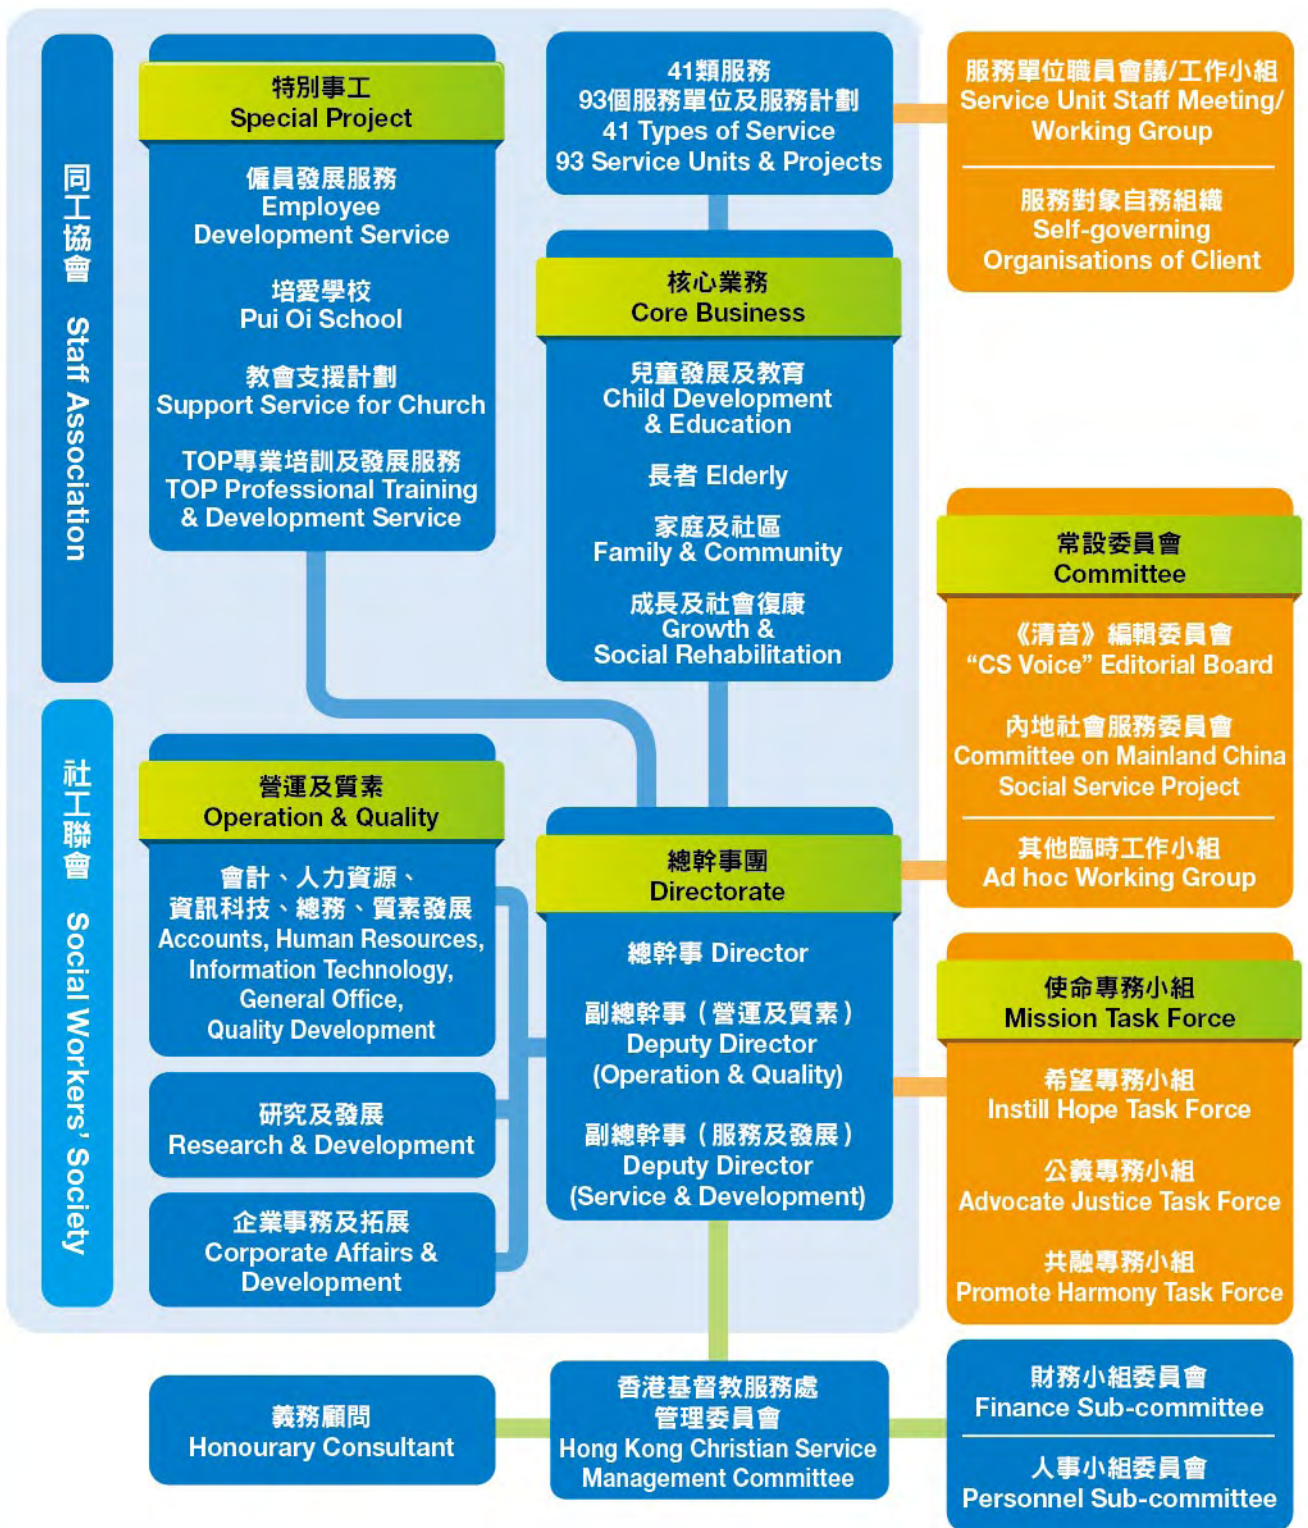 同工協會 Staff Association
社工聯會 Social Workers' Society
特別事工
Special Project
僱員發展服務
Employee
Development Service
培愛學校
Pui Oi School
教會支援計劃
Support Service for Church
TOP專業培訓及發展服務
TOP Professional Training
& Development Service
41類服務
93個服務單位及服務計劃
41 Types of Service
93 Service Units & Projects
服務單位職員會議/工作小組
Service Unit Staff Meeting/
Working Group
服務對象自務組織
Self-governing
Organisations of Client
核心業務
Core Business
兒童發展及教育
Child Development
& Education
長者 Elderly
家庭及社區
Family & Community
成長及社會復康
Growth &
Social Rehabilitation
常設委員會
Committee
《清音》編輯委員會
“CS Voice” Editorial Board
內地社會服務委員會
Committee on Mainland China
Social Service Project
其他臨時工作小組
Ad hoc Working Group
營運及質素
Operation & Quality
會計、人力資源、
資訊科技、總務、質素發展
Accounts, Human Resources,
Information Technology,
General Office,
Quality Development
研究及發展
Research & Development
企業事務及拓展
Corporate Affairs &
Development
總幹事團
Directorate
總幹事 Director
副總幹事（營運及質素）
Deputy Director
(Operation & Quality)
副總幹事（服務及發展）
Deputy Director
(Service & Development)
使命專務小組
Mission Task Force
希望專務小組
Instill Hope Task Force
公義專務小組
Advocate Justice Task Force
共融專務小組
Promote Harmony Task Force
義務顧問
Honourary Consultant
香港基督教服務處
管理委員會
Hong Kong Christian Service
Management Committee
財務小組委員會
Finance Sub-committee
人事小組委員會
Personnel Sub-committee